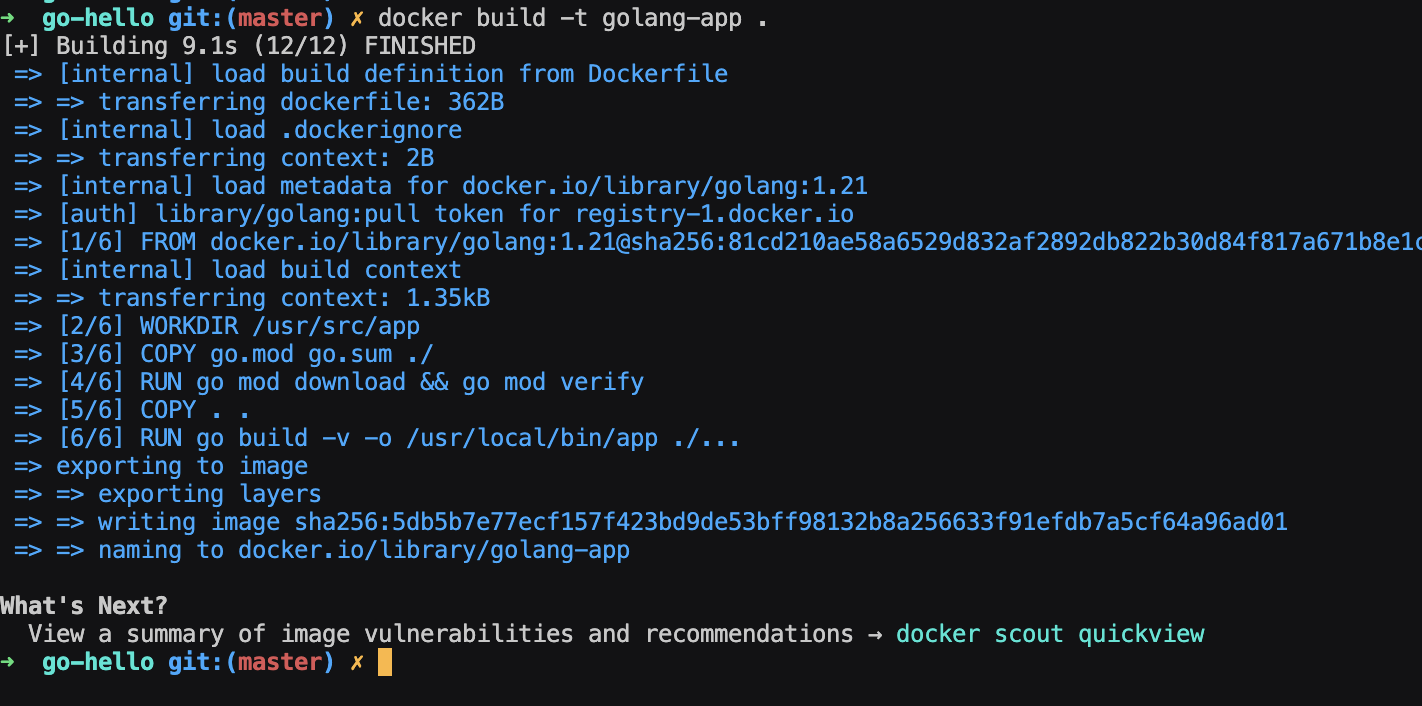 ➜  go-hello git:(master) ✗ docker build -t golang-app .
[+] Building 9.1s (12/12) FINISHED
 => [internal] load build definition from Dockerfile
 => => transferring dockerfile: 362B
 => [internal] load .dockerignore
 => => transferring context: 2B
 => [internal] load metadata for docker.io/library/golang:1.21
 => [auth] library/golang:pull token for registry-1.docker.io
 => [1/6] FROM docker.io/library/golang:1.21@sha256:81cd210ae58a6529d832af2892db822b30d84f817a671b8e1c
 => [internal] load build context
 => => transferring context: 1.35kB
 => [2/6] WORKDIR /usr/src/app
 => [3/6] COPY go.mod go.sum ./
 => [4/6] RUN go mod download && go mod verify
 => [5/6] COPY . .
 => [6/6] RUN go build -v -o /usr/local/bin/app ./...
 => exporting to image
 => => exporting layers
 => => writing image sha256:5db5b7e77ecf157f423bd9de53bff98132b8a256633f91efdb7a5cf64a96ad01
 => => naming to docker.io/library/golang-app
What's Next?
  View a summary of image vulnerabilities and recommendations → docker scout quickview
➜  go-hello git:(master) ✗